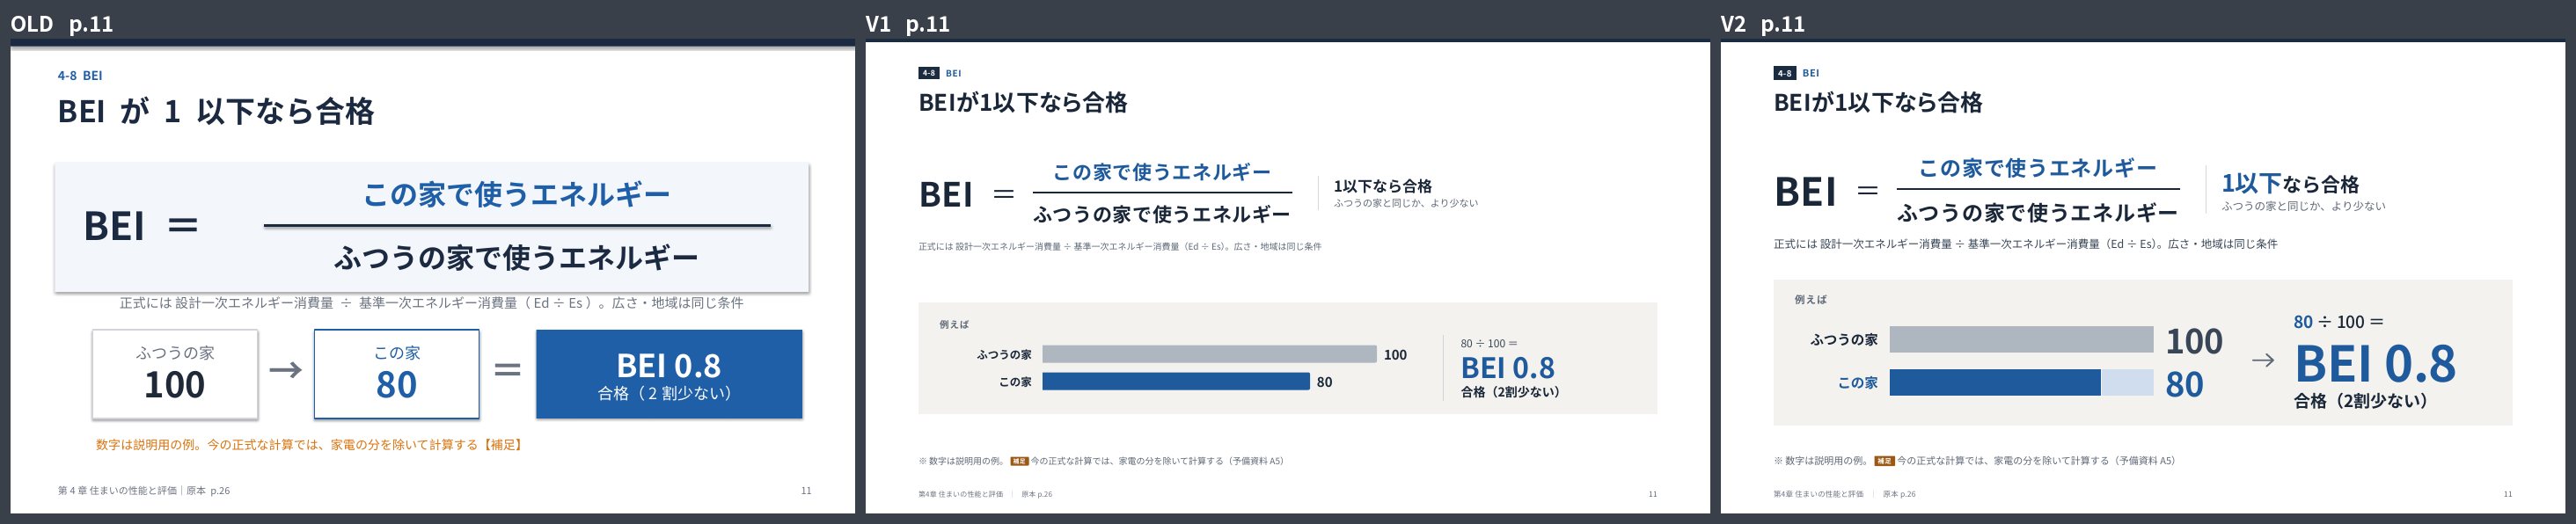 OLD p.11
4-8 BEI
BEI が 1 以下なら合格
BEI ＝
この家で使うエネルギー
ふつうの家で使うエネルギー
正式には 設計一次エネルギー消費量 ÷ 基準一次エネルギー消費量（ Ed ÷ Es ）。広さ・地域は同じ条件
ふつうの家
100
→
この家
80
＝
BEI 0.8
合格（ 2 割少ない）
数字は説明用の例。今の正式な計算では、家電の分を除いて計算する【補足】
第 4 章 住まいの性能と評価｜原本 p.26
11
V1 p.11
4-8 BEI
BEIが1以下なら合格
BEI ＝
この家で使うエネルギー
ふつうの家で使うエネルギー
1以下なら合格
ふつうの家と同じか、より少ない
正式には 設計一次エネルギー消費量 ÷ 基準一次エネルギー消費量（Ed ÷ Es）。広さ・地域は同じ条件
例えば
ふつうの家 100
この家 80
80 ÷ 100 ＝
BEI 0.8
合格（2割少ない）
※ 数字は説明用の例。 補足 今の正式な計算では、家電の分を除いて計算する（予備資料 A5）
第4章 住まいの性能と評価 ｜ 原本 p.26
11
V2 p.11
4-8 BEI
BEIが1以下なら合格
BEI ＝
この家で使うエネルギー
ふつうの家で使うエネルギー
1以下なら合格
ふつうの家と同じか、より少ない
正式には 設計一次エネルギー消費量 ÷ 基準一次エネルギー消費量（Ed ÷ Es）。広さ・地域は同じ条件
例えば
ふつうの家 100
この家 80
→
80 ÷ 100 ＝
BEI 0.8
合格（2割少ない）
※ 数字は説明用の例。 補足 今の正式な計算では、家電の分を除いて計算する（予備資料 A5）
第4章 住まいの性能と評価 ｜ 原本 p.26
11